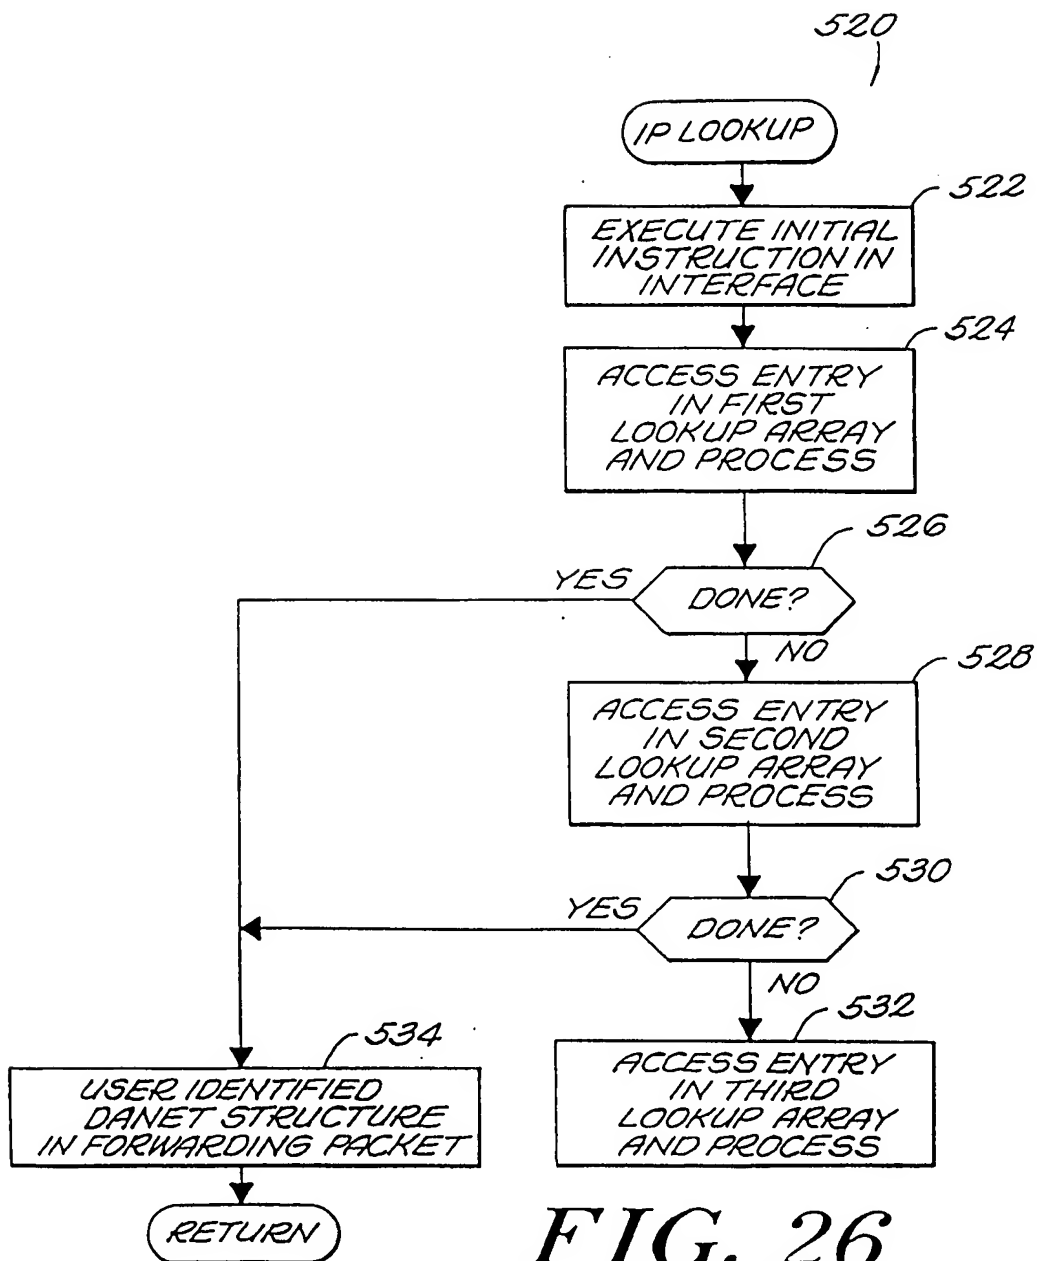 520
IP LOOKUP
522
EXECUTE INITIAL
INSTRUCTION IN
INTERFACE
524
ACCESS ENTRY
IN FIRST
LOOKUP ARRAY
AND PROCESS
526
YES
DONE?
NO
528
ACCESS ENTRY
IN SECOND
LOOKUP ARRAY
AND PROCESS
530
YES
DONE?
NO
532
ACCESS ENTRY
IN THIRD
LOOKUP ARRAY
AND PROCESS
534
USER IDENTIFIED
DANET STRUCTURE
IN FORWARDING PACKET
RETURN
FIG. 26